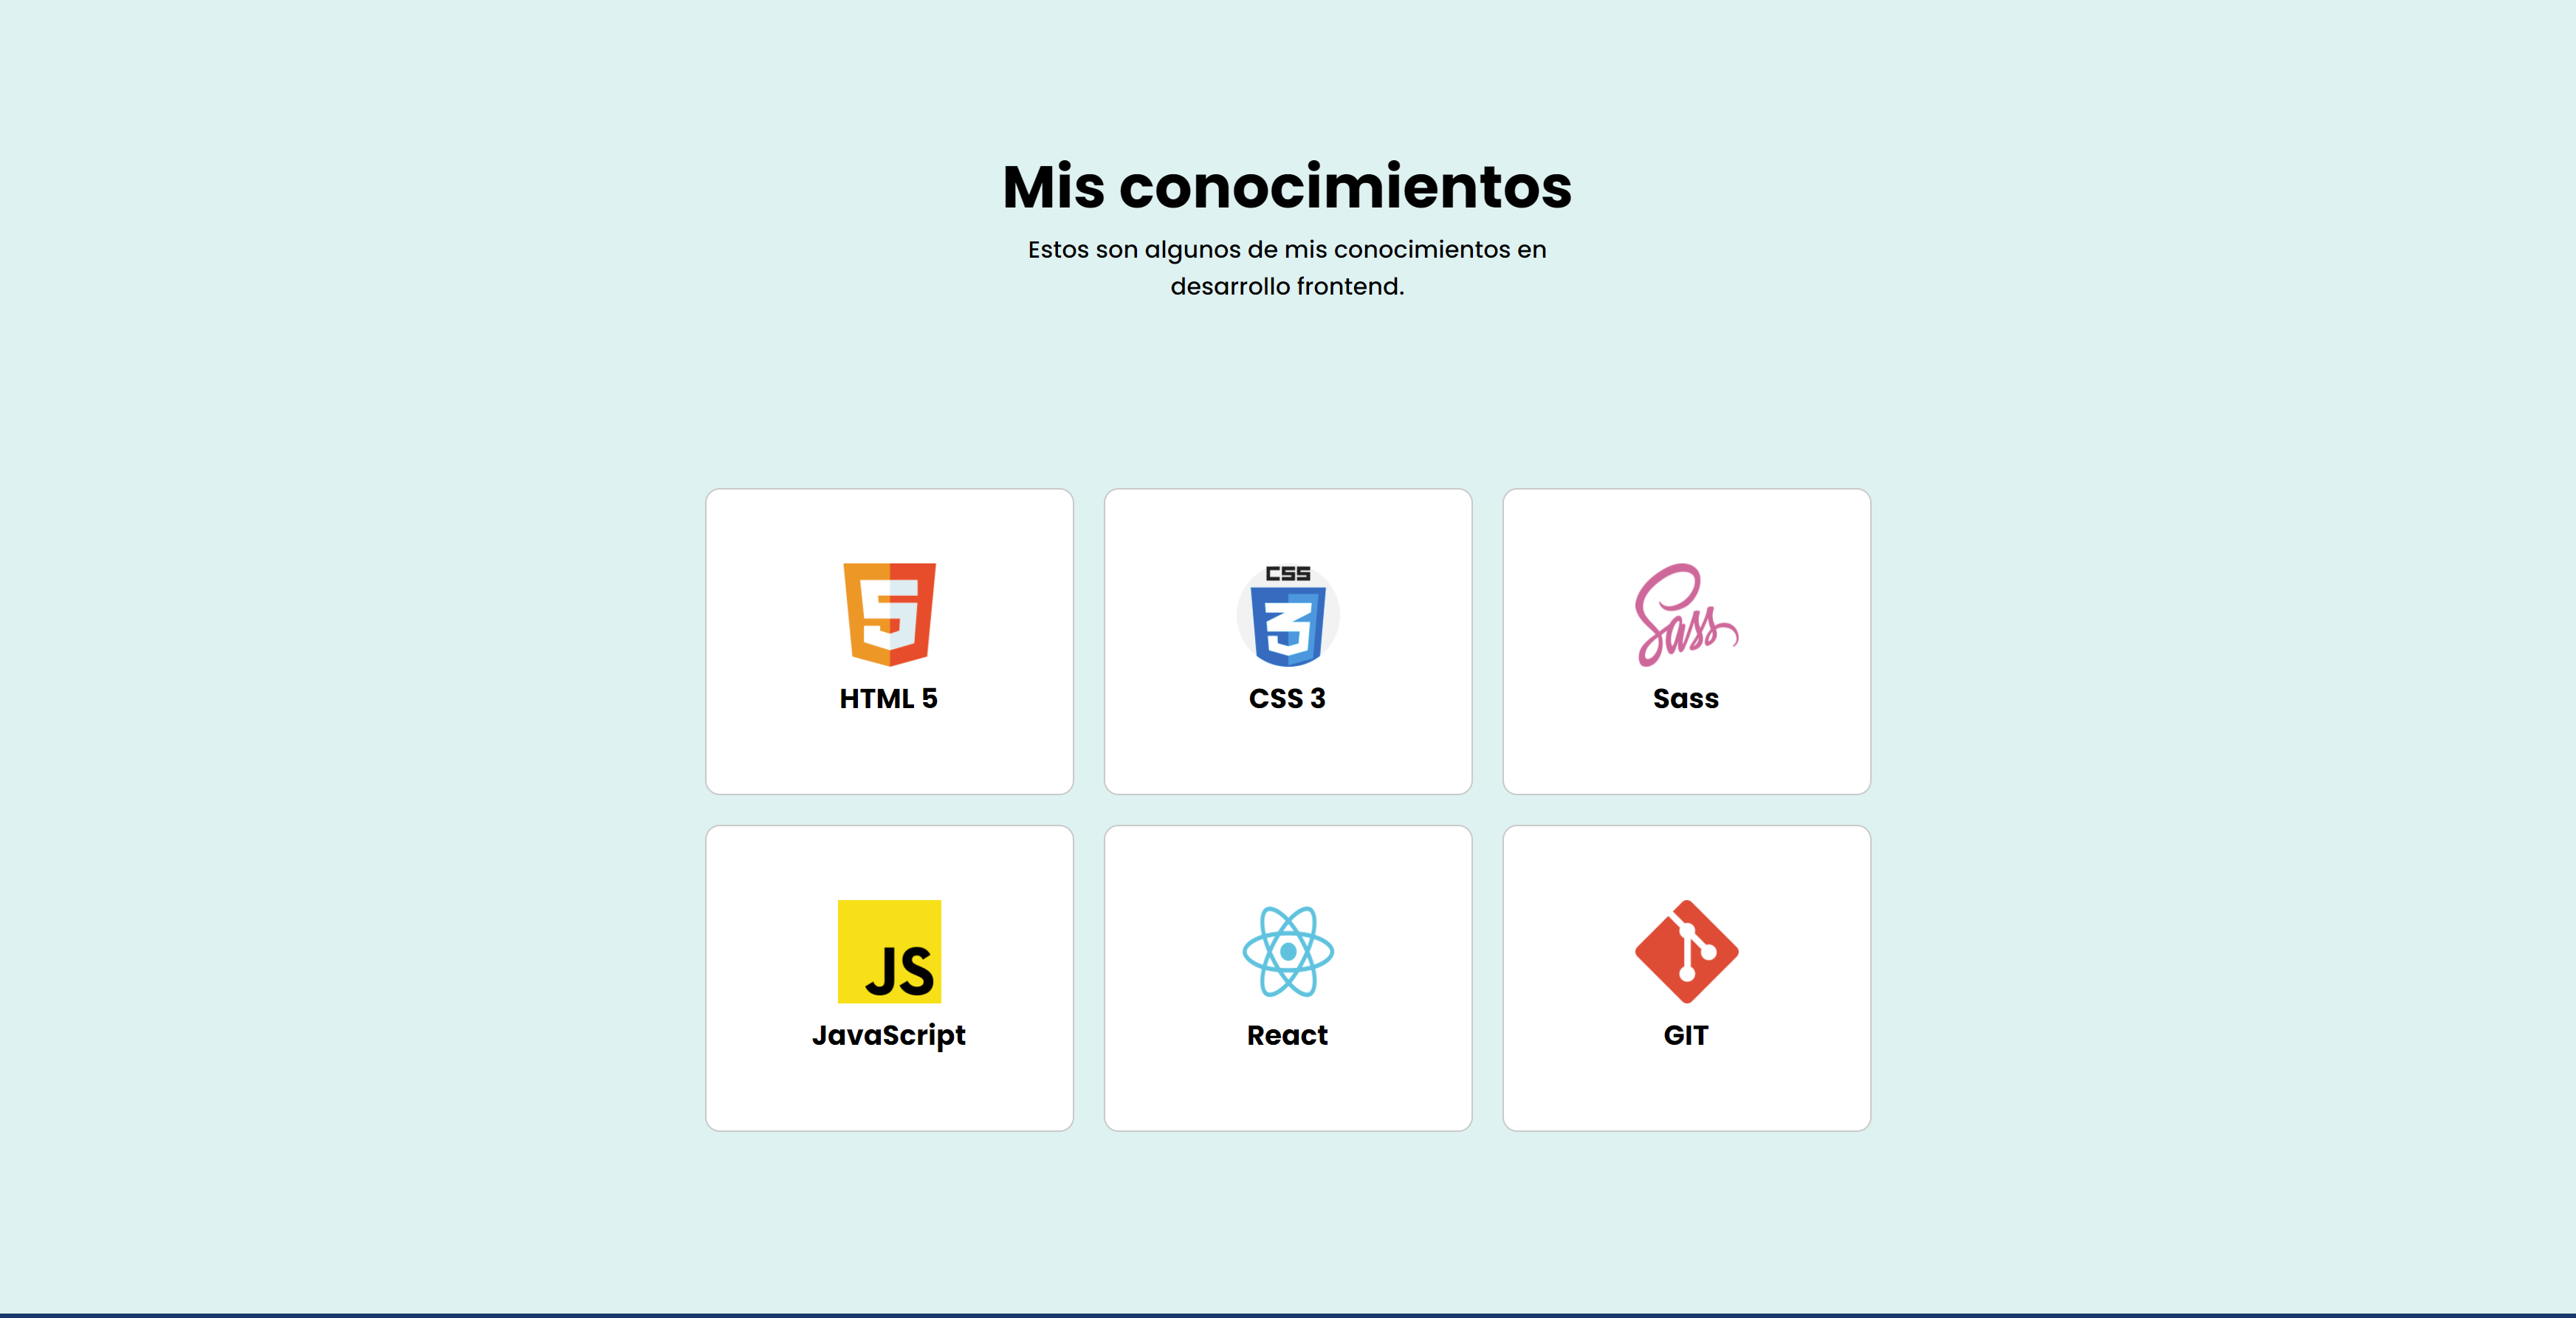 Mis conocimientos
Estos son algunos de mis conocimientos en
desarrollo frontend.
5
CSS
3
Sass
HTML 5
CSS 3
Sass
JS
JavaScript
React
GIT